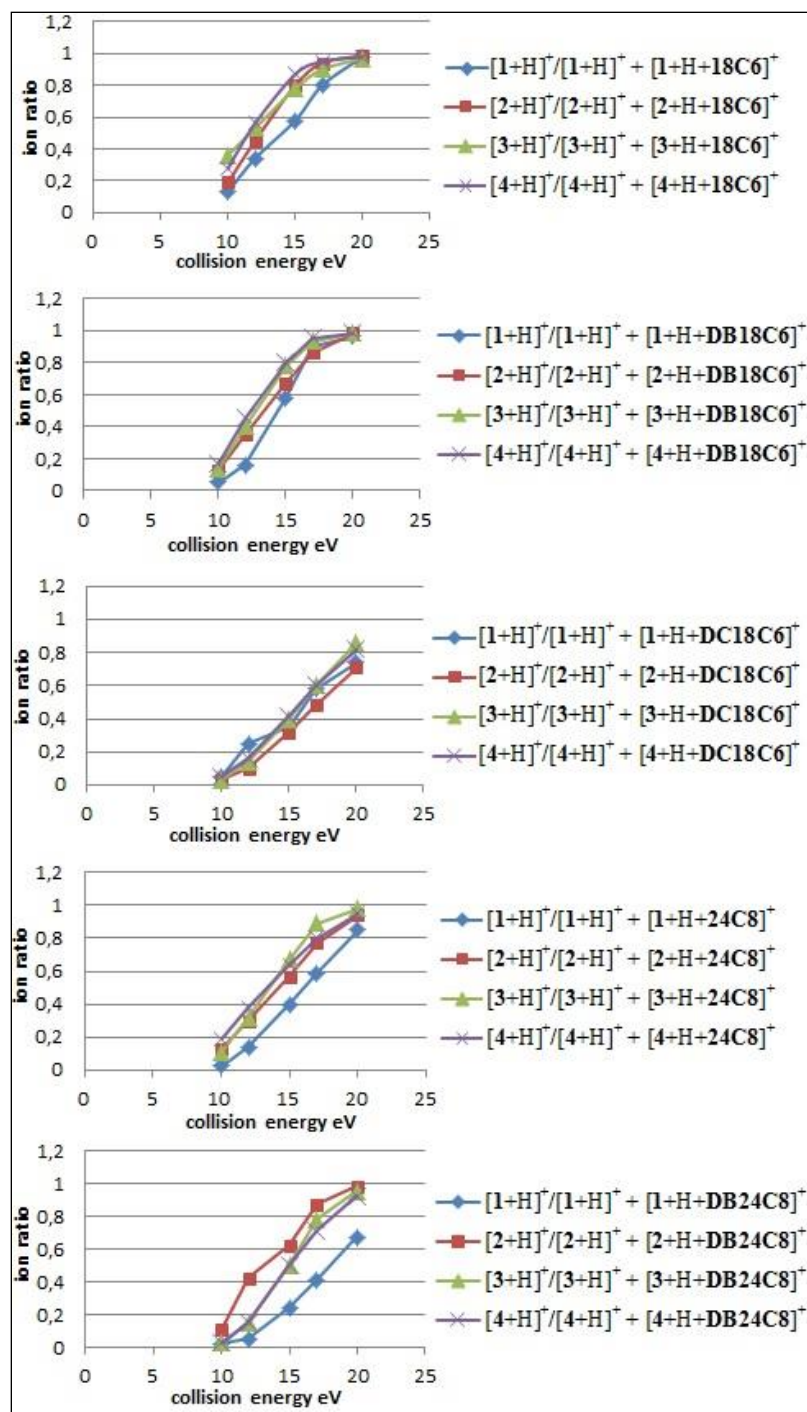 1,2
1
0,8
0,6
0,4
0,2
0
ion ratio
0 5 10 15 20 25
collision energy eV
[1+H]⁺/[1+H]⁺ + [1+H+18C6]⁺
[2+H]⁺/[2+H]⁺ + [2+H+18C6]⁺
[3+H]⁺/[3+H]⁺ + [3+H+18C6]⁺
[4+H]⁺/[4+H]⁺ + [4+H+18C6]⁺
1,2
1
0,8
0,6
0,4
0,2
0
ion ratio
0 5 10 15 20 25
collision energy eV
[1+H]⁺/[1+H]⁺ + [1+H+DB18C6]⁺
[2+H]⁺/[2+H]⁺ + [2+H+DB18C6]⁺
[3+H]⁺/[3+H]⁺ + [3+H+DB18C6]⁺
[4+H]⁺/[4+H]⁺ + [4+H+DB18C6]⁺
1,2
1
0,8
0,6
0,4
0,2
0
ion ratio
0 5 10 15 20 25
collision energy eV
[1+H]⁺/[1+H]⁺ + [1+H+DC18C6]⁺
[2+H]⁺/[2+H]⁺ + [2+H+DC18C6]⁺
[3+H]⁺/[3+H]⁺ + [3+H+DC18C6]⁺
[4+H]⁺/[4+H]⁺ + [4+H+DC18C6]⁺
1,2
1
0,8
0,6
0,4
0,2
0
ion ratio
0 5 10 15 20 25
collision energy eV
[1+H]⁺/[1+H]⁺ + [1+H+24C8]⁺
[2+H]⁺/[2+H]⁺ + [2+H+24C8]⁺
[3+H]⁺/[3+H]⁺ + [3+H+24C8]⁺
[4+H]⁺/[4+H]⁺ + [4+H+24C8]⁺
1,2
1
0,8
0,6
0,4
0,2
0
ion ratio
0 5 10 15 20 25
collision energy eV
[1+H]⁺/[1+H]⁺ + [1+H+DB24C8]⁺
[2+H]⁺/[2+H]⁺ + [2+H+DB24C8]⁺
[3+H]⁺/[3+H]⁺ + [3+H+DB24C8]⁺
[4+H]⁺/[4+H]⁺ + [4+H+DB24C8]⁺